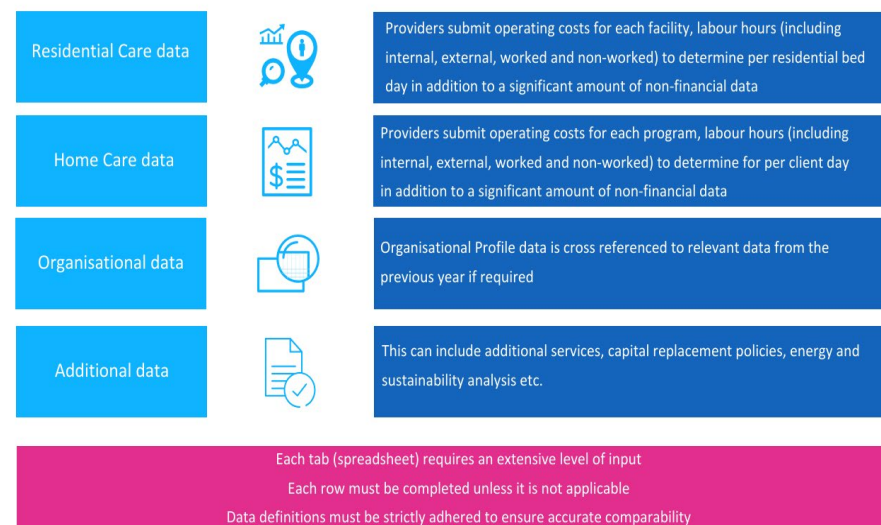 Residential Care data
Providers submit operating costs for each facility, labour hours (including
internal, external, worked and non-worked) to determine per residential bed
day in addition to a significant amount of non-financial data
Home Care data
Providers submit operating costs for each program, labour hours (including
internal, external, worked and non-worked) to determine for per client day
in addition to a significant amount of non-financial data
Organisational data
Organisational Profile data is cross referenced to relevant data from the
previous year if required
Additional data
This can include additional services, capital replacement policies, energy and
sustainability analysis etc.
Each tab (spreadsheet) requires an extensive level of input
Each row must be completed unless it is not applicable
Data definitions must be strictly adhered to ensure accurate comparability